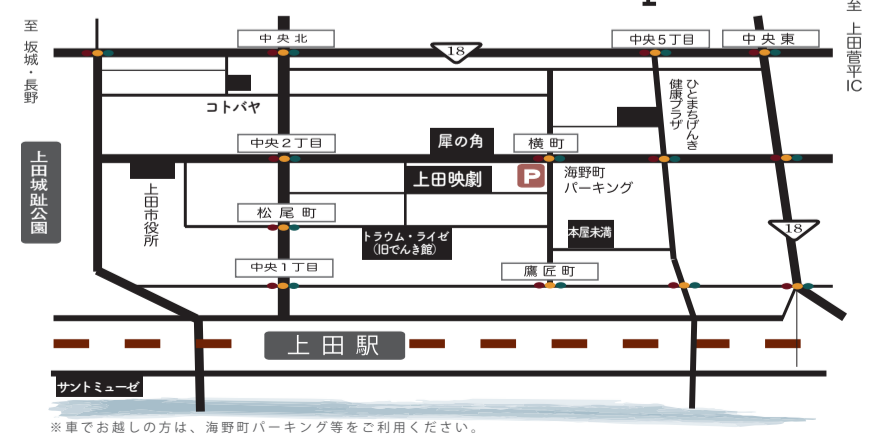 至 坂城・長野
中央北
18
中央5丁目
中央東
至 上田菅平IC
コトバヤ
ひとまちげんき
健康プラザ
中央2丁目
犀の角
横町
上田城趾公園
上田市役所
上田映劇
P
海野町
パーキング
松尾町
トラウム・ライゼ
(旧でんき館)
本屋未満
18
中央1丁目
鷹匠町
上田駅
サントミューゼ
※車でお越しの方は、海野町パーキング等をご利用ください。